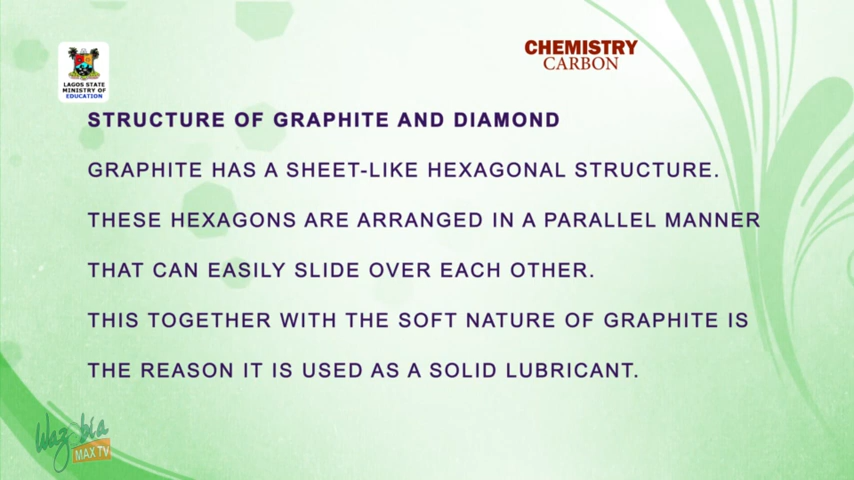 CHEMISTRY
CARBON
LAGOS STATE
MINISTRY OF
EDUCATION
STRUCTURE OF GRAPHITE AND DIAMOND
GRAPHITE HAS A SHEET-LIKE HEXAGONAL STRUCTURE.
THESE HEXAGONS ARE ARRANGED IN A PARALLEL MANNER
THAT CAN EASILY SLIDE OVER EACH OTHER.
THIS TOGETHER WITH THE SOFT NATURE OF GRAPHITE IS
THE REASON IT IS USED AS A SOLID LUBRICANT.
Wazobia
MAX TV